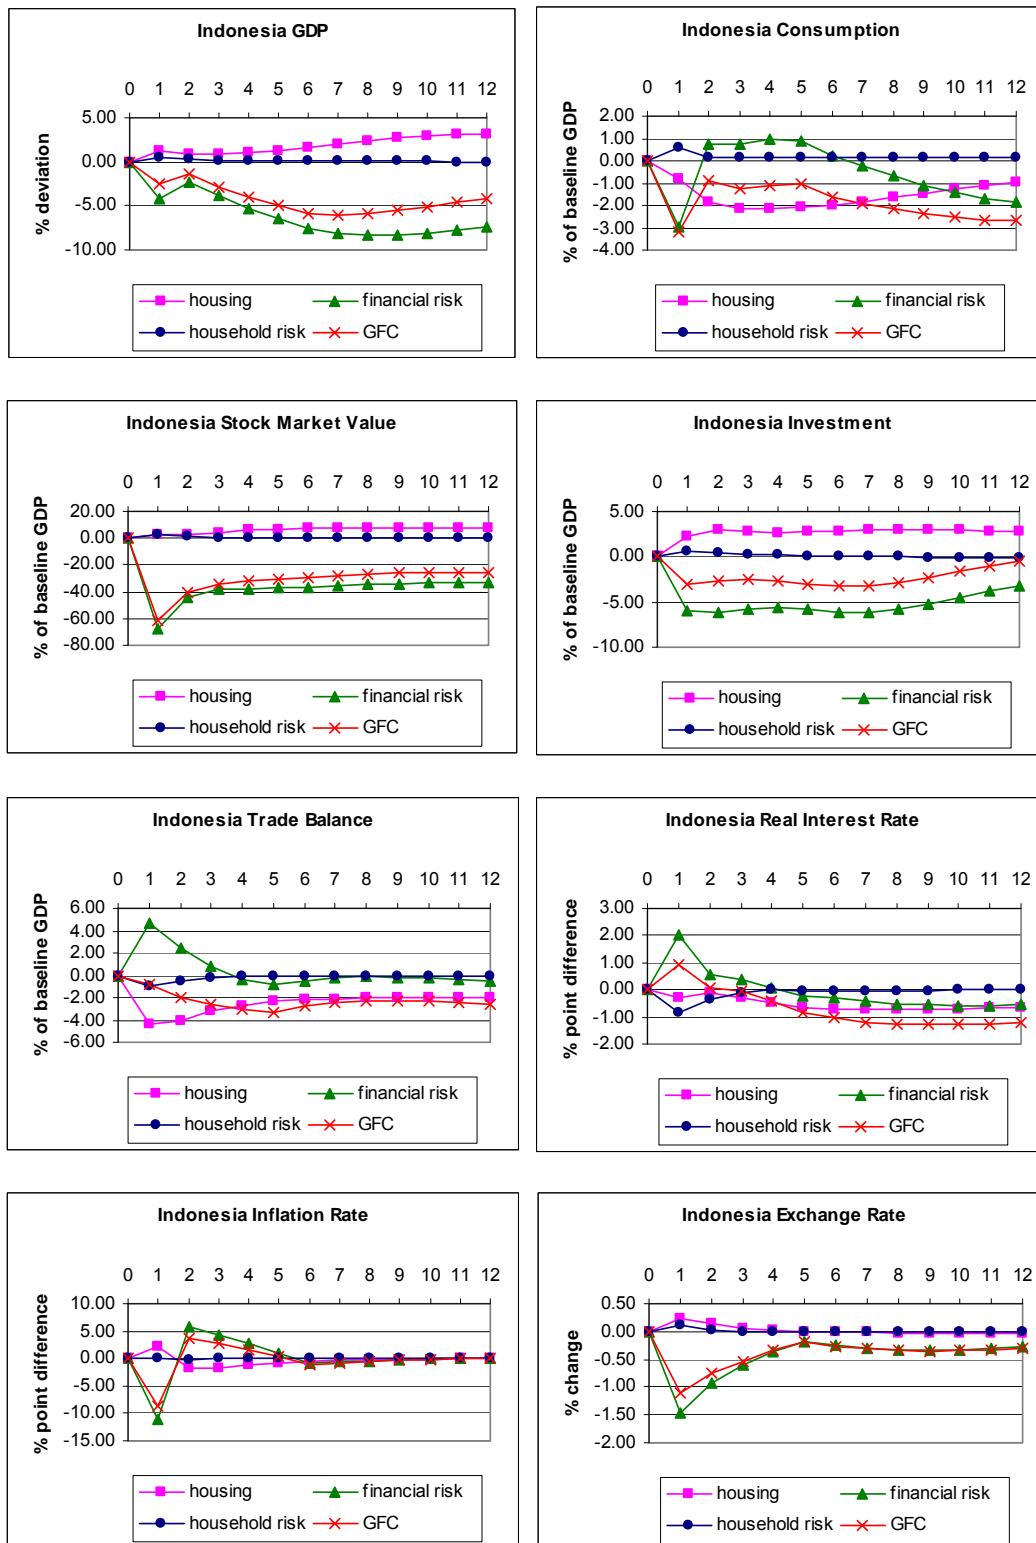 Indonesia GDP
0 1 2 3 4 5 6 7 8 9 10 11 12
5.00
0.00
-5.00
-10.00
% deviation
housing financial risk
household risk GFC
Indonesia Consumption
0 1 2 3 4 5 6 7 8 9 10 11 12
2.00
1.00
0.00
-1.00
-2.00
-3.00
-4.00
% of baseline GDP
housing financial risk
household risk GFC
Indonesia Stock Market Value
0 1 2 3 4 5 6 7 8 9 10 11 12
20.00
0.00
-20.00
-40.00
-60.00
-80.00
% of baseline GDP
housing financial risk
household risk GFC
Indonesia Investment
0 1 2 3 4 5 6 7 8 9 10 11 12
5.00
0.00
-5.00
-10.00
% of baseline GDP
housing financial risk
household risk GFC
Indonesia Trade Balance
0 1 2 3 4 5 6 7 8 9 10 11 12
6.00
4.00
2.00
0.00
-2.00
-4.00
-6.00
% of baseline GDP
housing financial risk
household risk GFC
Indonesia Real Interest Rate
0 1 2 3 4 5 6 7 8 9 10 11 12
3.00
2.00
1.00
0.00
-1.00
-2.00
% point difference
housing financial risk
household risk GFC
Indonesia Inflation Rate
0 1 2 3 4 5 6 7 8 9 10 11 12
10.00
5.00
0.00
-5.00
-10.00
-15.00
% point difference
housing financial risk
household risk GFC
Indonesia Exchange Rate
0 1 2 3 4 5 6 7 8 9 10 11 12
0.50
0.00
-0.50
-1.00
-1.50
-2.00
% change
housing financial risk
household risk GFC